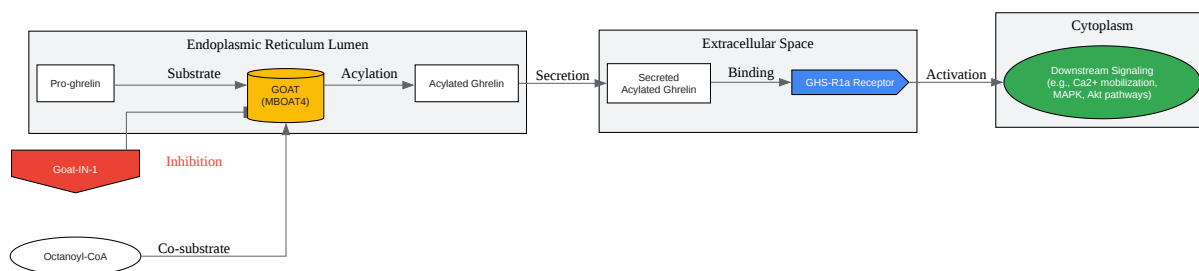 Endoplasmic Reticulum Lumen
Pro-ghrelin
Substrate
GOAT
(MBOAT4)
Acylation
Acylated Ghrelin
Secretion
Extracellular Space
Secreted
Acylated Ghrelin
Binding
GHS-R1a Receptor
Activation
Cytoplasm
Downstream Signaling
(e.g., Ca2+ mobilization,
MAPK, Akt pathways)
Goat-IN-1
Inhibition
Octanoyl-CoA
Co-substrate